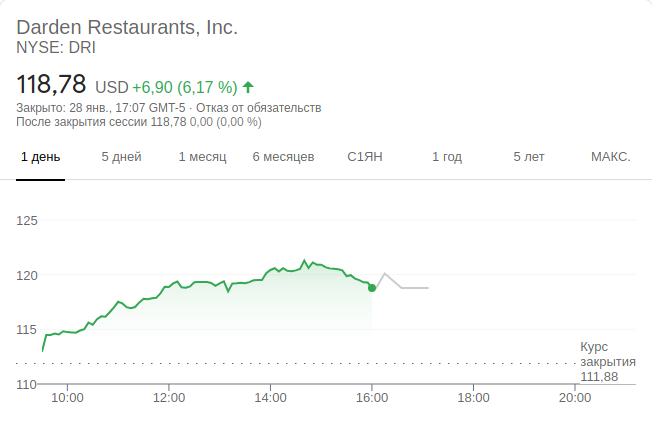 Darden Restaurants, Inc.
NYSE: DRI
118,78 USD +6,90 (6,17 %)
Закрыто: 28 янв., 17:07 GMT-5 · Отказ от обязательств
После закрытия сессии 118,78 0,00 (0,00 %)
1 день 5 дней 1 месяц 6 месяцев С1ЯН 1 год 5 лет МАКС.
125
120
115
Курс
закрытия
111,88
110
10:00 12:00 14:00 16:00 18:00 20:00